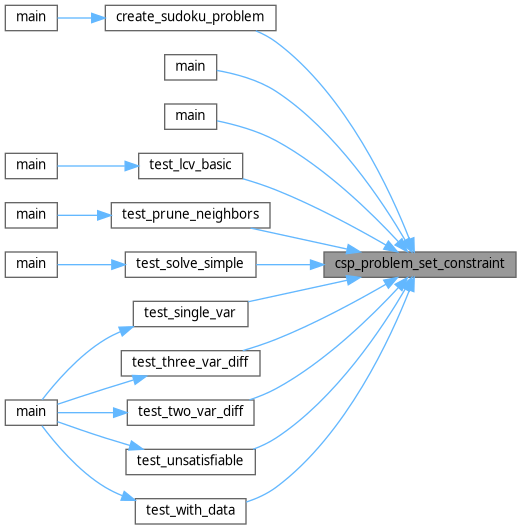 main
create_sudoku_problem
main
main
main
test_lcv_basic
main
test_prune_neighbors
main
test_solve_simple
csp_problem_set_constraint
test_single_var
test_three_var_diff
main
test_two_var_diff
test_unsatisfiable
test_with_data